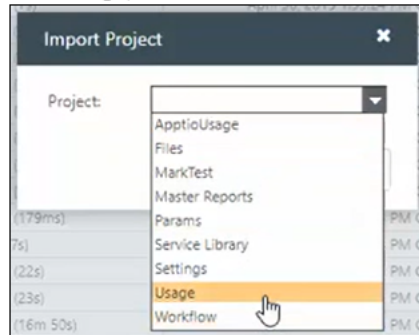 Import Project
Project:
ApptioUsage
Files
MarkTest
Master Reports
Params
Service Library
Settings
Usage
Workflow
(179ms)
PM
7s)
PM
(22s)
PM
(23s)
PM
(16m 50s)
PM